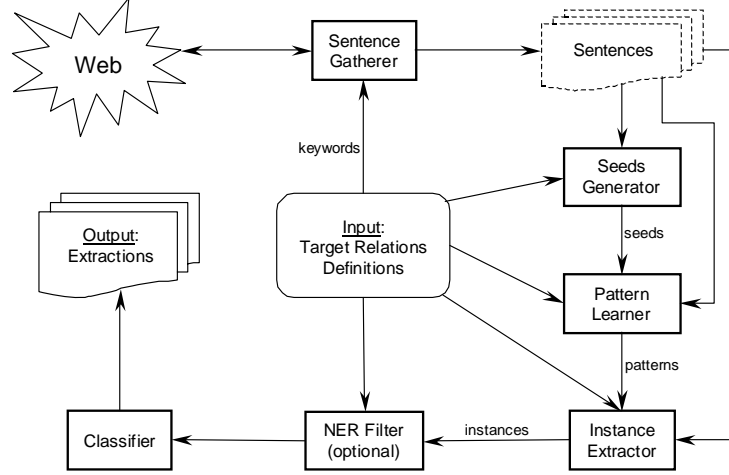 Web
Sentence
Gatherer
Sentences
keywords
Seeds
Generator
Output:
Extractions
Input:
Target Relations
Definitions
seeds
Pattern
Learner
patterns
Classifier
NER Filter
(optional)
instances
Instance
Extractor